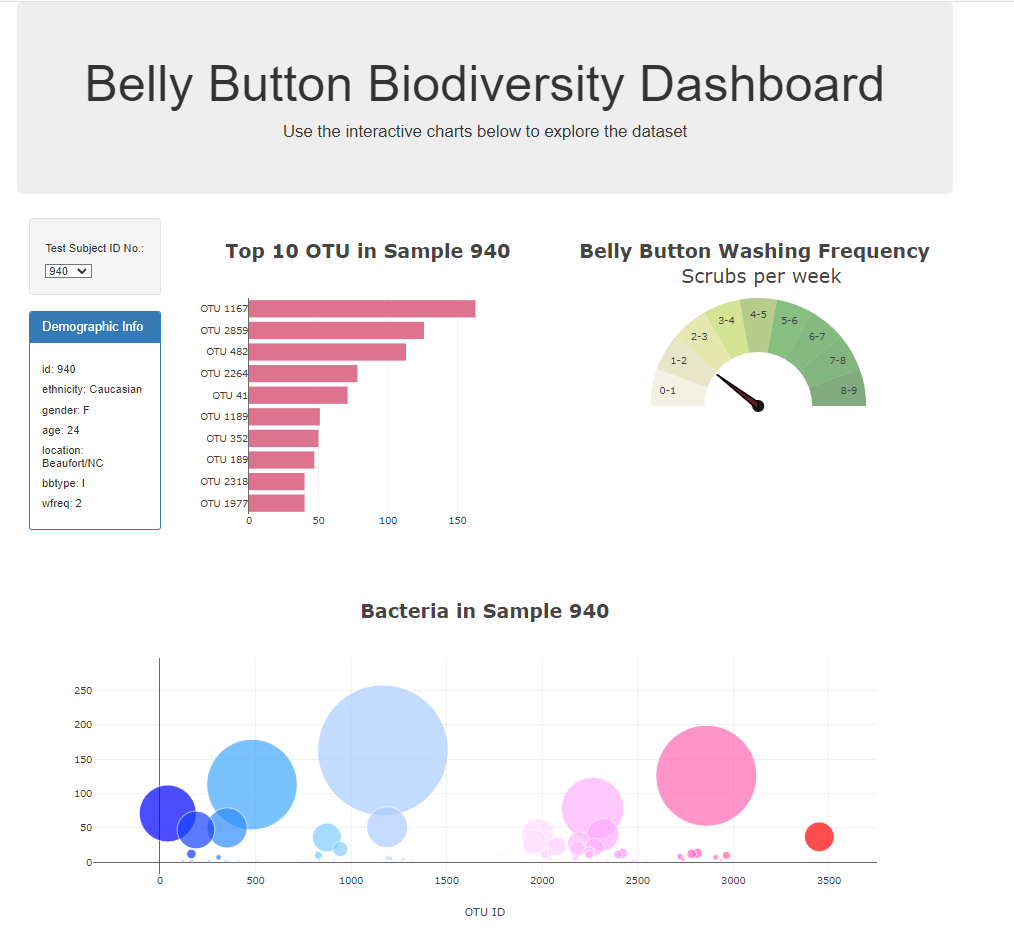 Belly Button Biodiversity Dashboard
Use the interactive charts below to explore the dataset
Test Subject ID No.:
940
Demographic Info
id: 940
ethnicity: Caucasian
gender: F
age: 24
location:
Beaufort/NC
bbtype: I
wfreq: 2
Top 10 OTU in Sample 940
OTU 1167
OTU 2859
OTU 482
OTU 2264
OTU 41
OTU 1189
OTU 352
OTU 189
OTU 2318
OTU 1977
0 50 100 150
Belly Button Washing Frequency
Scrubs per week
0-1
1-2
2-3
3-4
4-5
5-6
6-7
7-8
8-9
Bacteria in Sample 940
250
200
150
100
50
0
0 500 1000 1500 2000 2500 3000 3500
OTU ID